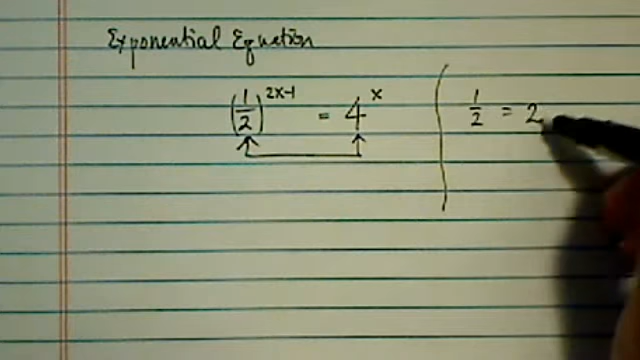 Exponential Equation
(1/2)^(2x-1) = 4^x
1/2 = 2